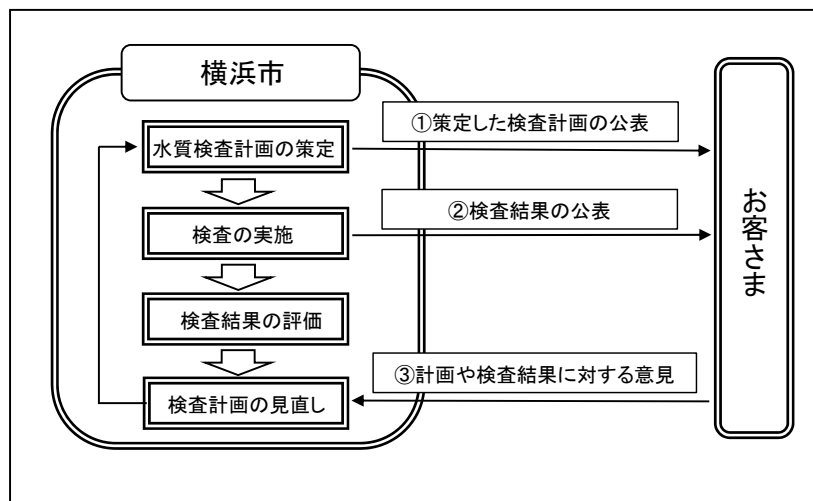 横浜市
水質検査計画の策定
①策定した検査計画の公表
検査の実施
②検査結果の公表
検査結果の評価
③計画や検査結果に対する意見
検査計画の見直し
お客さま